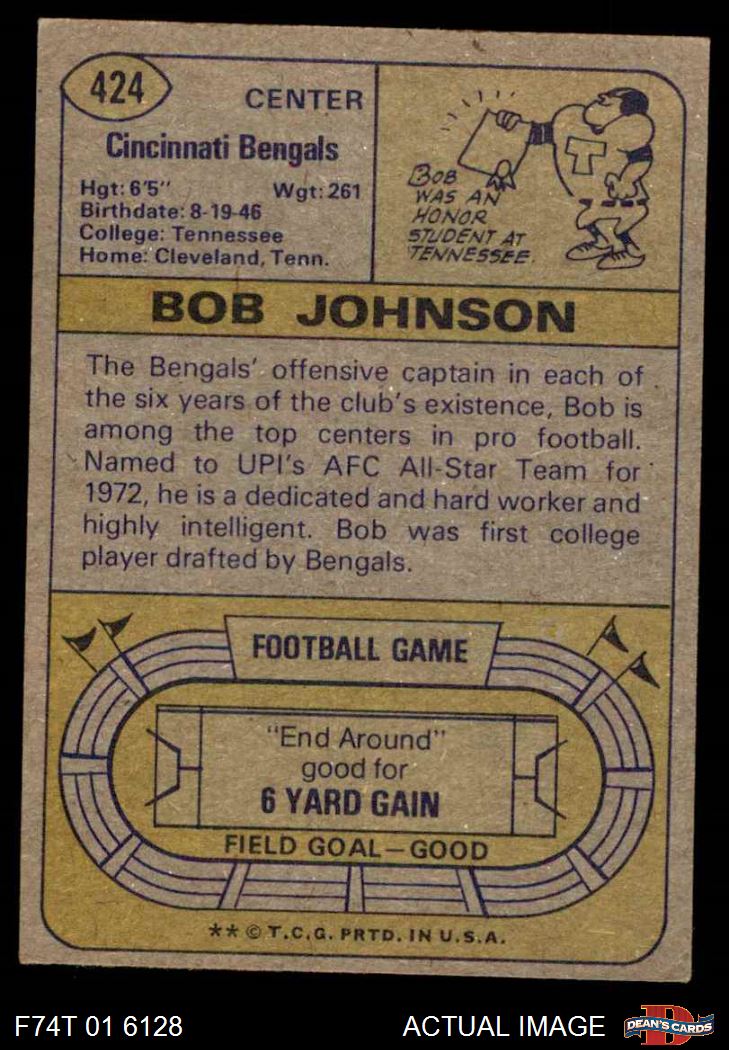 424
CENTER
Cincinnati Bengals
Hgt: 6'5" Wgt: 261
Birthdate: 8-19-46
College: Tennessee
Home: Cleveland, Tenn.
BOB
WAS AN
HONOR
STUDENT AT
TENNESSEE.
T
BOB JOHNSON
The Bengals' offensive captain in each of
the six years of the club's existence, Bob is
among the top centers in pro football.
Named to UPI's AFC All-Star Team for
1972, he is a dedicated and hard worker and
highly intelligent. Bob was first college
player drafted by Bengals.
FOOTBALL GAME
"End Around"
good for
6 YARD GAIN
FIELD GOAL—GOOD
** © T.C.G. PRTD. IN U.S.A.
F74T 01 6128
ACTUAL IMAGE
D
DEAN'S CARDS